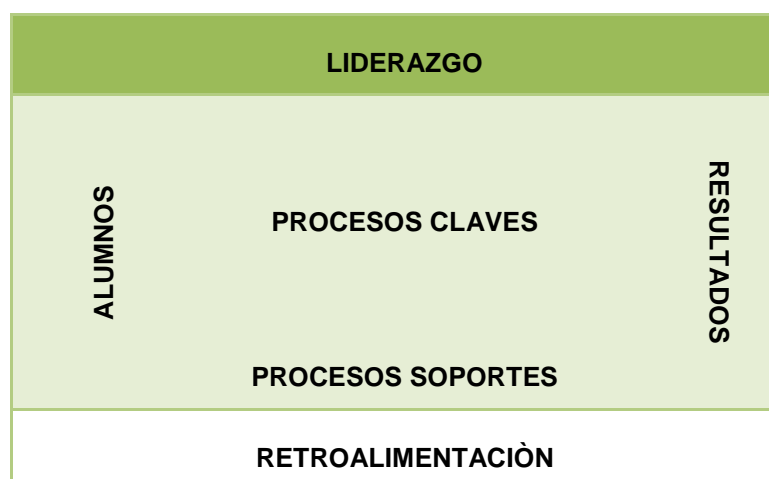 LIDERAZGO
ALUMNOS
PROCESOS CLAVES
RESULTADOS
PROCESOS SOPORTES
RETROALIMENTACIÒN